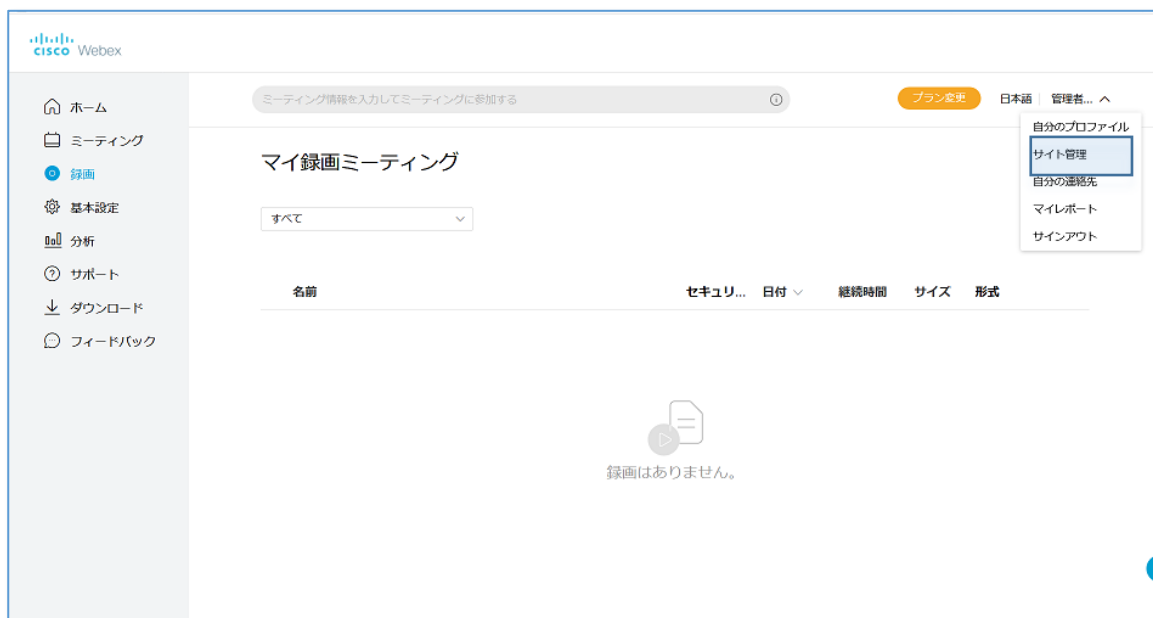 cisco Webex
ホーム
ミーティング
録画
基本設定
分析
サポート
ダウンロード
フィードバック
ミーティング情報を入力してミーティングに参加する
プラン変更
日本語
管理者...
自分のプロファイル
サイト管理
自分の連絡先
マイレポート
サインアウト
マイ録画ミーティング
すべて
名前 セキュリ... 日付 継続時間 サイズ 形式
録画はありません。